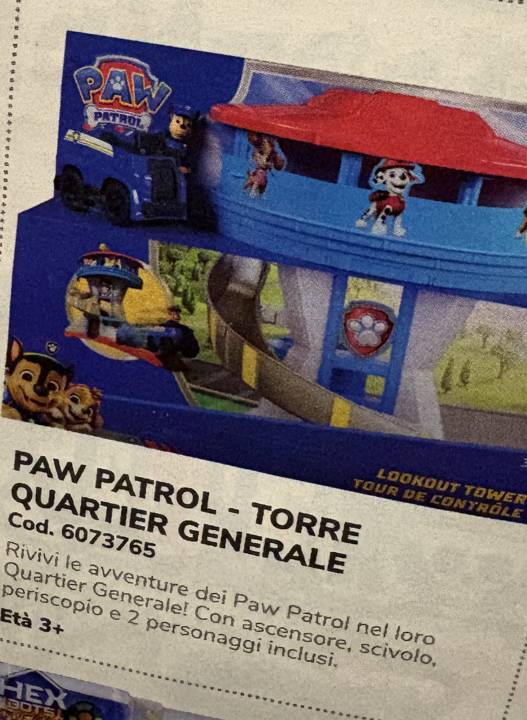 PAW
PATROL
LOOKOUT TOWER
TOUR DE CONTRÔLE
PAW PATROL - TORRE
QUARTIER GENERALE
Cod. 6073765
Rivivi le avventure dei Paw Patrol nel loro
Quartier Generale! Con ascensore, scivolo,
periscopio e 2 personaggi inclusi.
Età 3+
HEX
BOTS